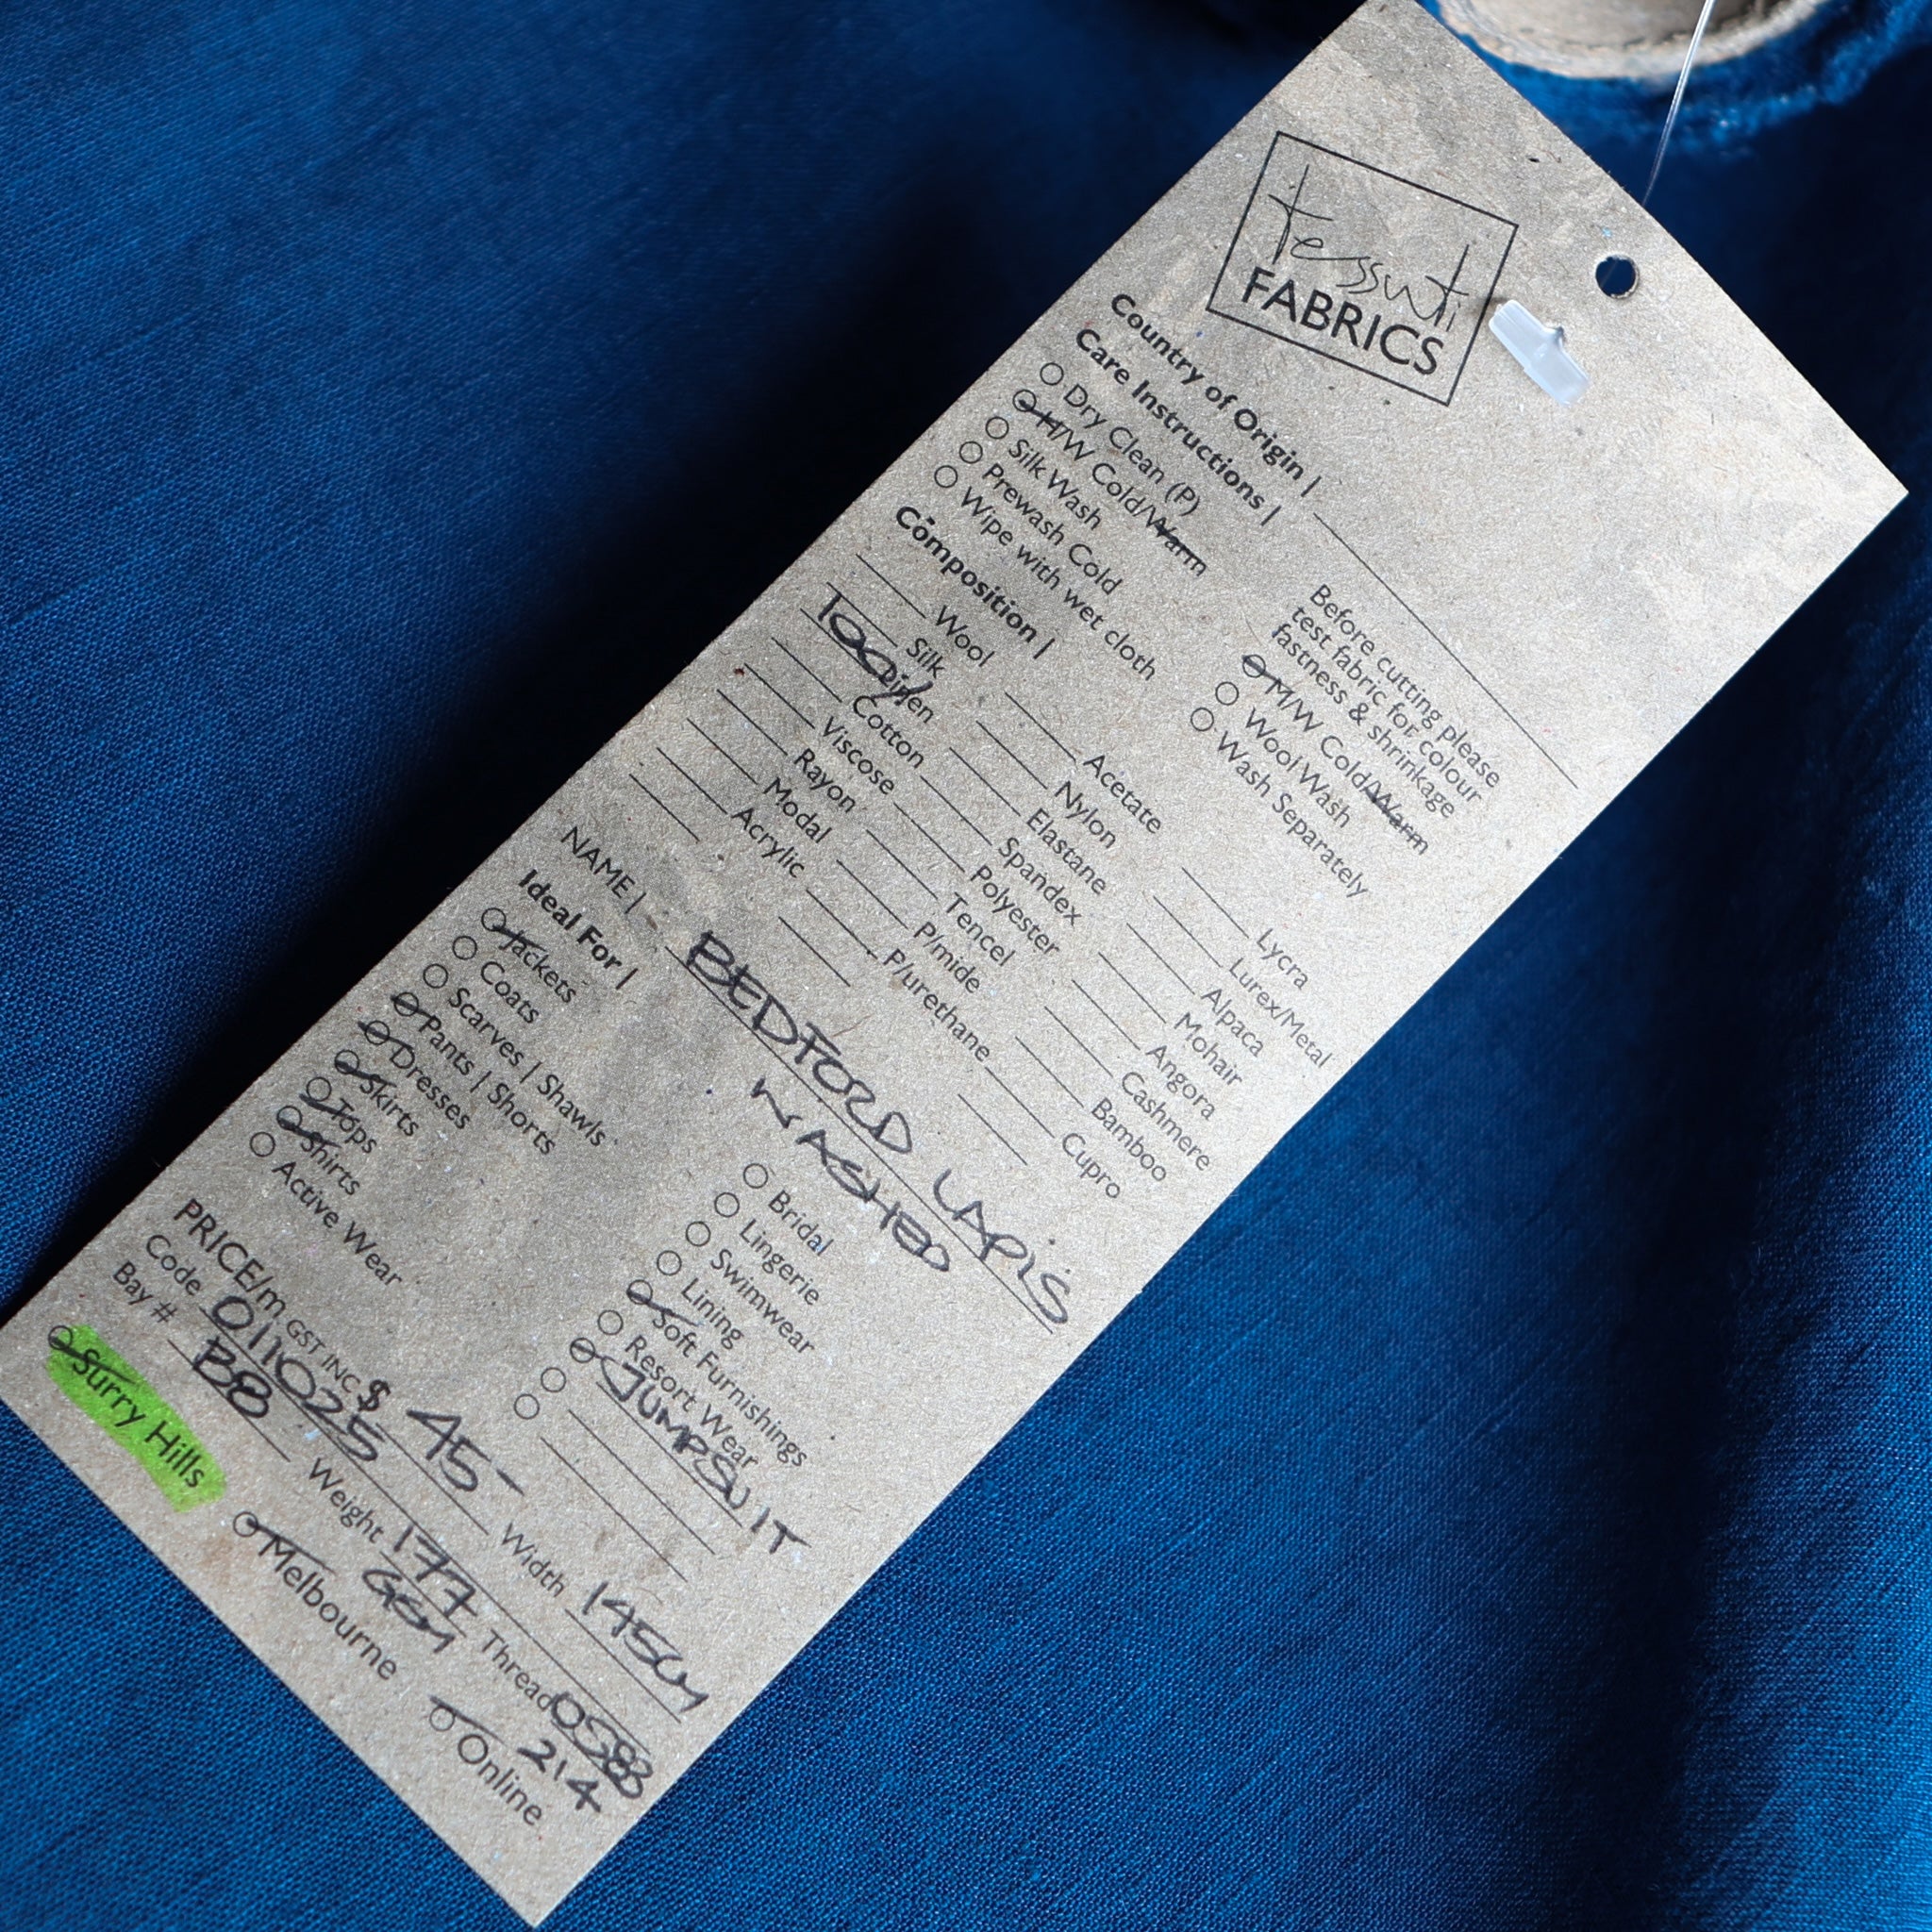 tessuti
FABRICS
Country of Origin |
Care Instructions |
Before cutting please
test fabric for colour
fastness & shrinkage
Dry Clean (P)
H/W Cold/Warm
M/W Cold/Warm
Silk Wash
Wool Wash
Prewash Cold
Wash Separately
Wipe with wet cloth
Composition |
Wool
Acetate
Lycra
Silk
Nylon
Lurex/Metal
100% Linen
Elastane
Alpaca
Cotton
Spandex
Mohair
Viscose
Polyester
Angora
Rayon
Tencel
Cashmere
Modal
P/mide
Bamboo
Acrylic
P/urethane
Cupro
NAME | BEDFORD LAPIS
WASHED
Ideal For |
Jackets
Bridal
Coats
Lingerie
Scarves | Shawls
Swimwear
Pants | Shorts
Lining
Dresses
Soft Furnishings
Skirts
Resort Wear
Tops
JUMPSUIT
Shirts
Active Wear
PRICE/m GST INC $ 45-
Width 145cm
Code 011025
Bay # B8
Weight 177
GSM
Thread 0588
214
Surry Hills
Melbourne
Online